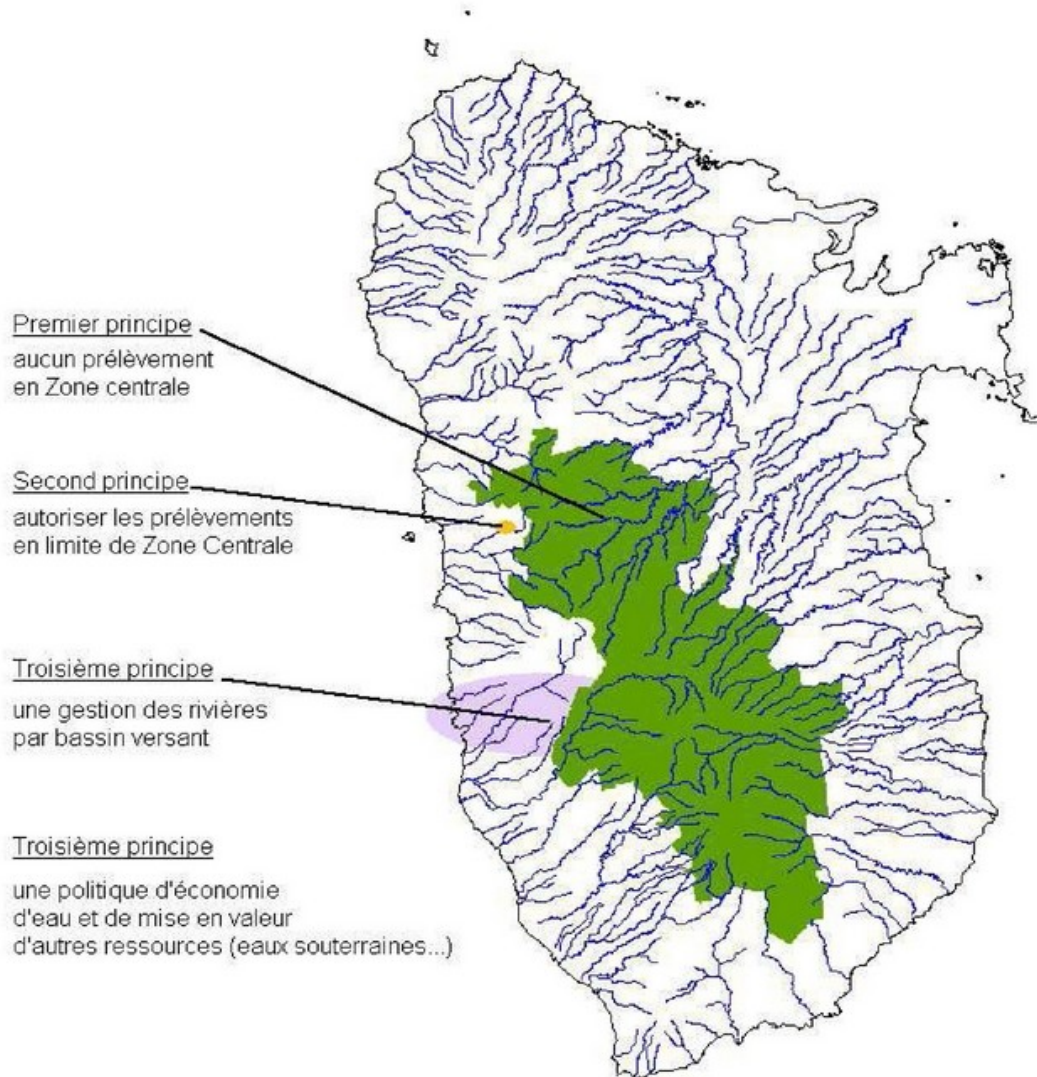 Premier principe
aucun prélèvement
en Zone centrale
Second principe
autoriser les prélèvements
en limite de Zone Centrale
Troisième principe
une gestion des rivières
par bassin versant
Troisième principe
une politique d'économie
d'eau et de mise en valeur
d'autres ressources (eaux souterraines...)